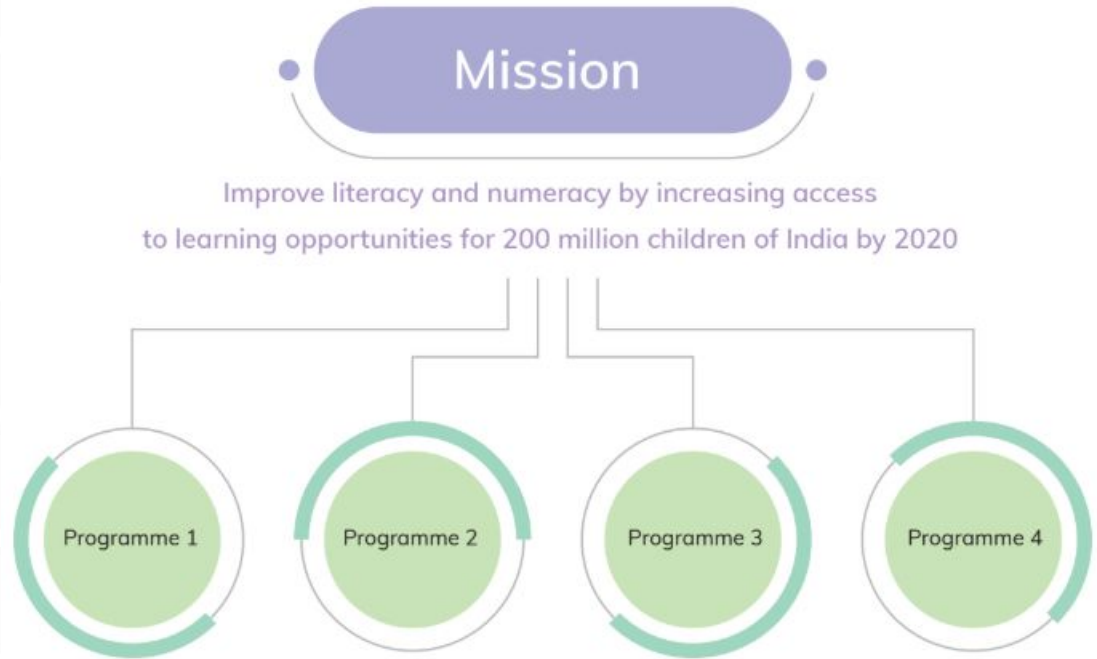 Mission
Improve literacy and numeracy by increasing access
to learning opportunities for 200 million children of India by 2020
Programme 1
Programme 2
Programme 3
Programme 4